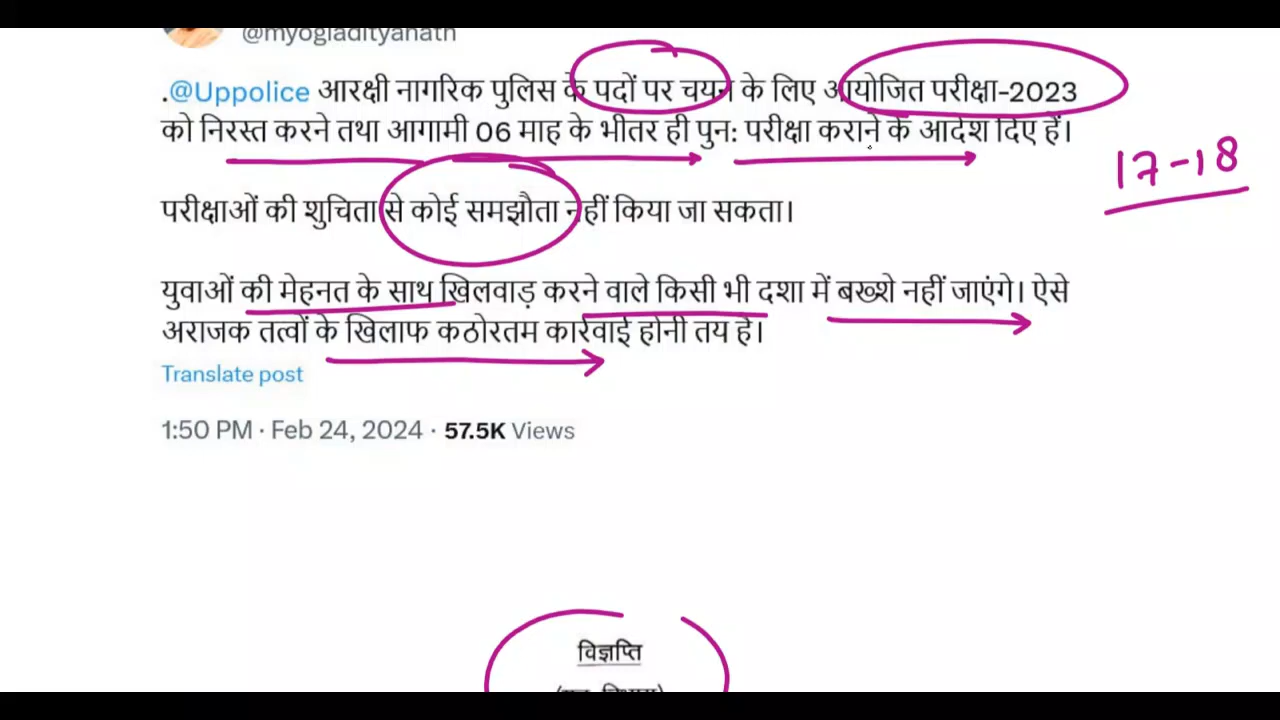 @myogiadityanath
.@Uppolice आरक्षी नागरिक पुलिस के पदों पर चयन के लिए आयोजित परीक्षा-2023
को निरस्त करने तथा आगामी 06 माह के भीतर ही पुन: परीक्षा कराने के आदेश दिए हैं।
17-18
परीक्षाओं की शुचिता से कोई समझौता नहीं किया जा सकता।
युवाओं की मेहनत के साथ खिलवाड़ करने वाले किसी भी दशा में बख्शे नहीं जाएंगे। ऐसे
अराजक तत्वों के खिलाफ कठोरतम कार्रवाई होनी तय है।
Translate post
1:50 PM · Feb 24, 2024 · 57.5K Views
विज्ञप्ति